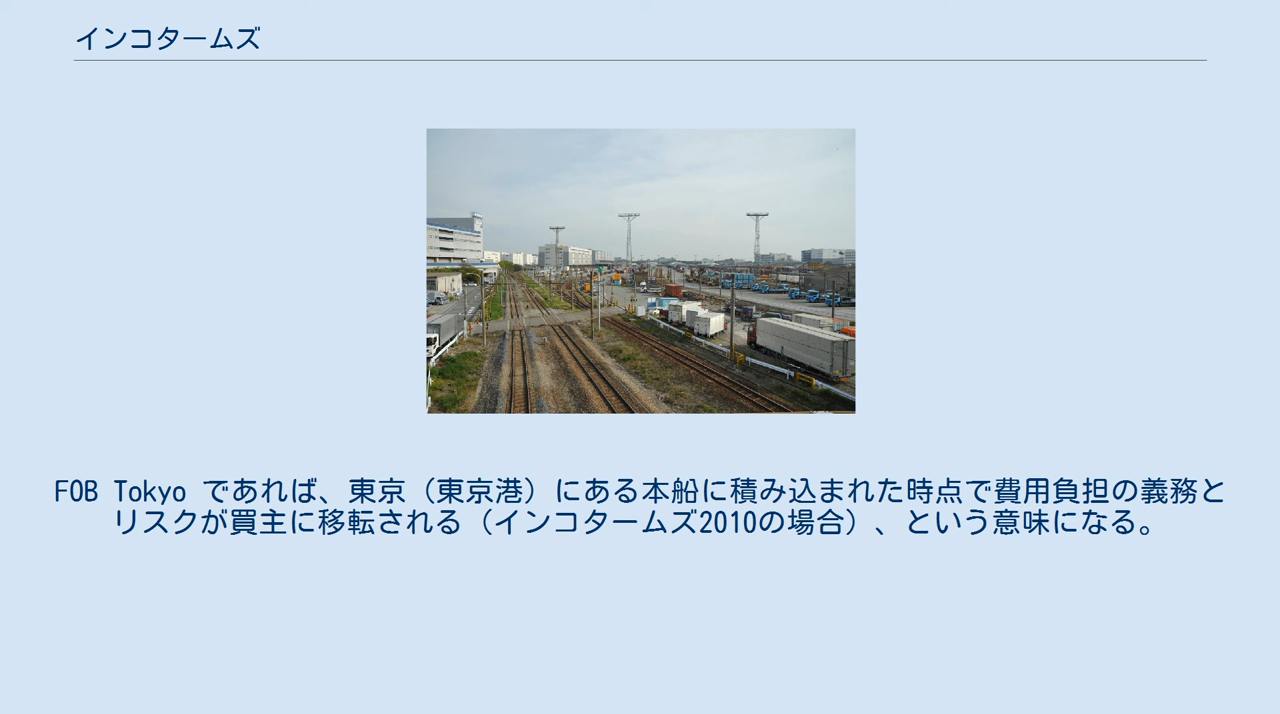 インコタームズ
FOB Tokyo であれば、東京（東京港）にある本船に積み込まれた時点で費用負担の義務と
リスクが買主に移転される（インコタームズ2010の場合）、という意味になる。